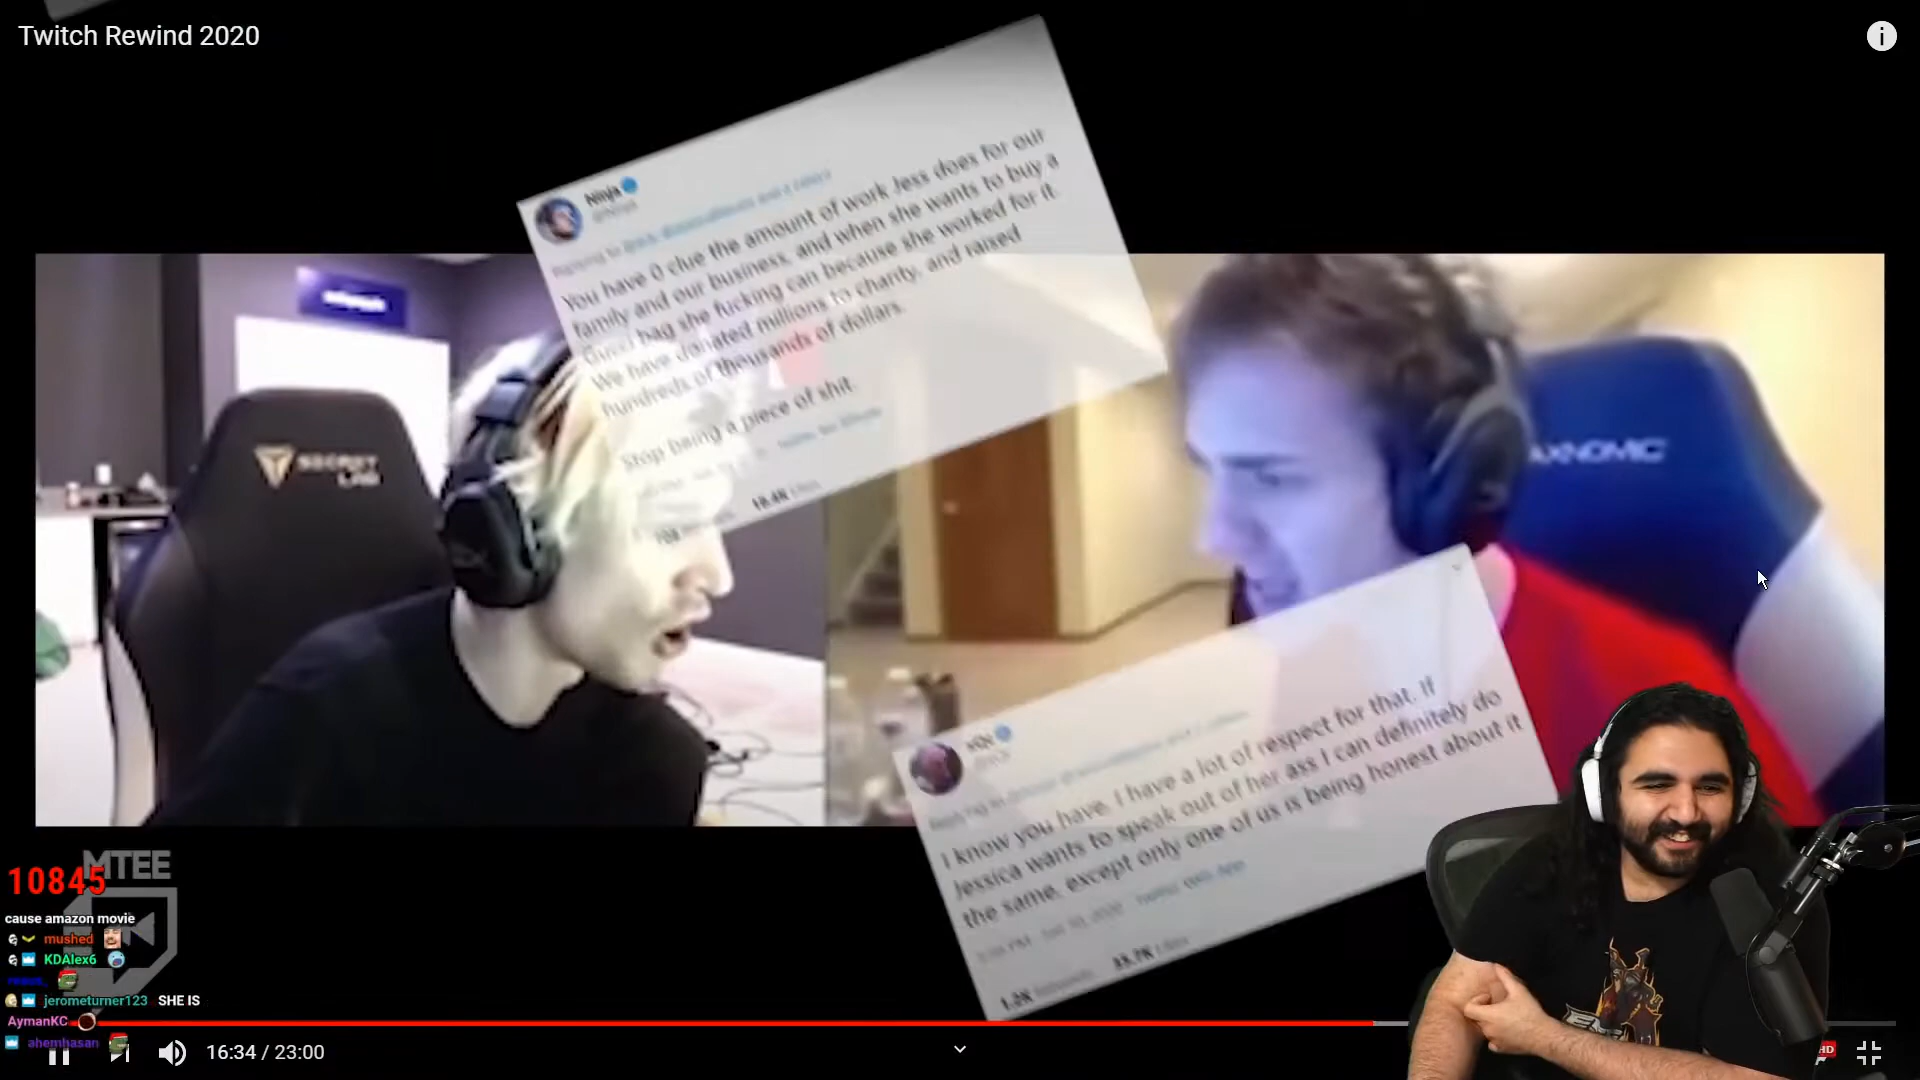 Twitch Rewind 2020
Ninja
You have 0 clue the amount of work Jess does for our
family and our business, and when she wants to buy a
Gucci bag she fucking can because she worked for it.
We have donated millions to charity, and raised
hundreds of thousands of dollars.
Stop being a piece of shit.
SECRET
LAB
AXNOMIC
xQc
I know you have, I have a lot of respect for that. If
Jessica wants to speak out of her ass I can definitely do
the same, except only one of us is being honest about it
MTEE
10845
cause amazon movie
mushed
KDAlex6
jerometurner123 SHE IS
AymanKC
ahemhasan
16:34 / 23:00
HD